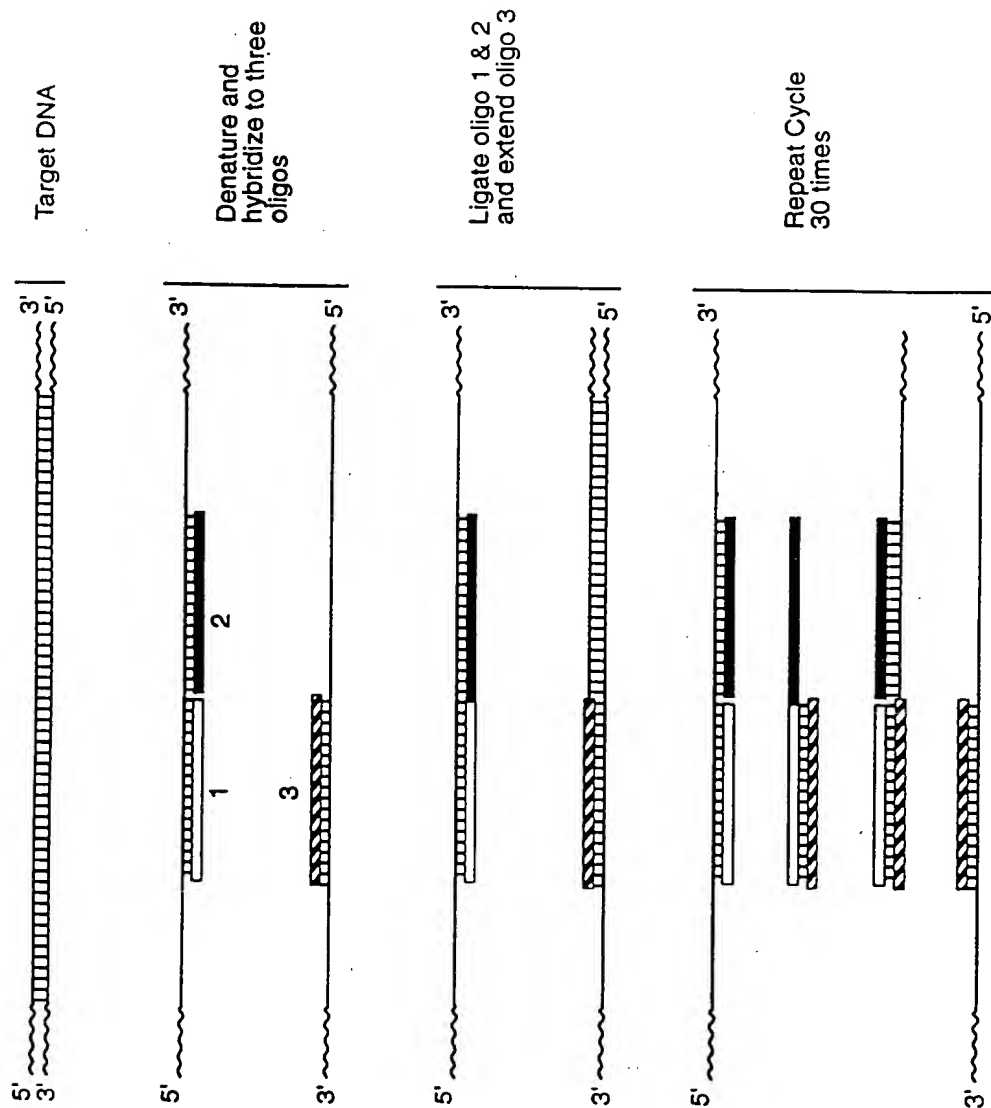 5' 3' Target DNA
3' 5'
5' 3' Denature and
hybridize to three
oligos
1 2
3
3' 5'
5' 3' Ligate oligo 1 & 2
and extend oligo 3
3' 5'
5' 3'
Repeat Cycle
30 times
3' 5'